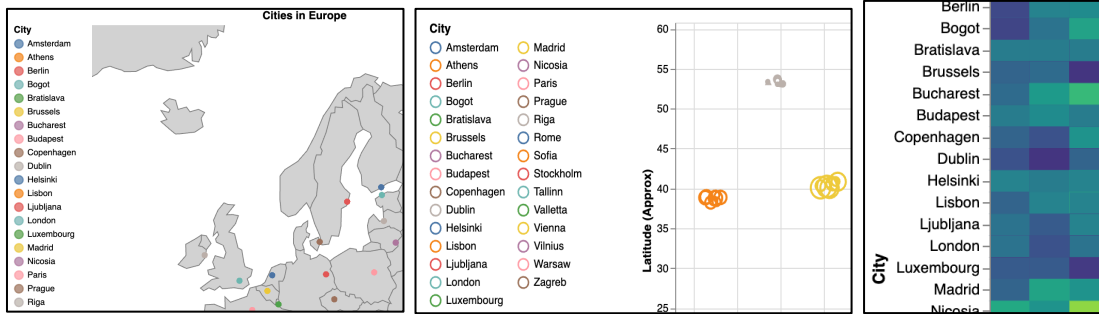 Cities in Europe
City
Amsterdam
Athens
Berlin
Bogot
Bratislava
Brussels
Bucharest
Budapest
Copenhagen
Dublin
Helsinki
Lisbon
Ljubljana
London
Luxembourg
Madrid
Nicosia
Paris
Prague
Riga
City
Amsterdam
Athens
Berlin
Bogot
Bratislava
Brussels
Bucharest
Budapest
Copenhagen
Dublin
Helsinki
Lisbon
Ljubljana
London
Luxembourg
Madrid
Nicosia
Paris
Prague
Riga
Rome
Sofia
Stockholm
Tallinn
Valletta
Vienna
Vilnius
Warsaw
Zagreb
Latitude (Approx)
60
55
50
45
40
35
30
25
City
Berlin
Bogot
Bratislava
Brussels
Bucharest
Budapest
Copenhagen
Dublin
Helsinki
Lisbon
Ljubljana
London
Luxembourg
Madrid
Nicosia